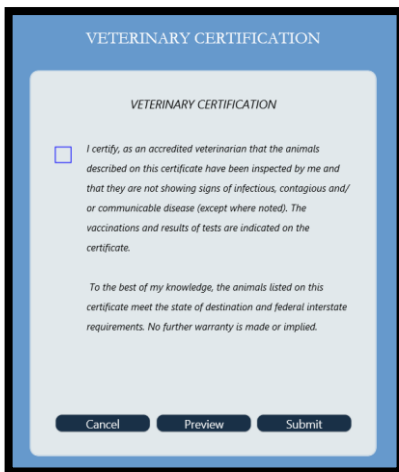 VETERINARY CERTIFICATION
VETERINARY CERTIFICATION
I certify, as an accredited veterinarian that the animals
described on this certificate have been inspected by me and
that they are not showing signs of infectious, contagious and/
or communicable disease (except where noted). The
vaccinations and results of tests are indicated on the
certificate.
To the best of my knowledge, the animals listed on this
certificate meet the state of destination and federal interstate
requirements. No further warranty is made or implied.
Cancel Preview Submit